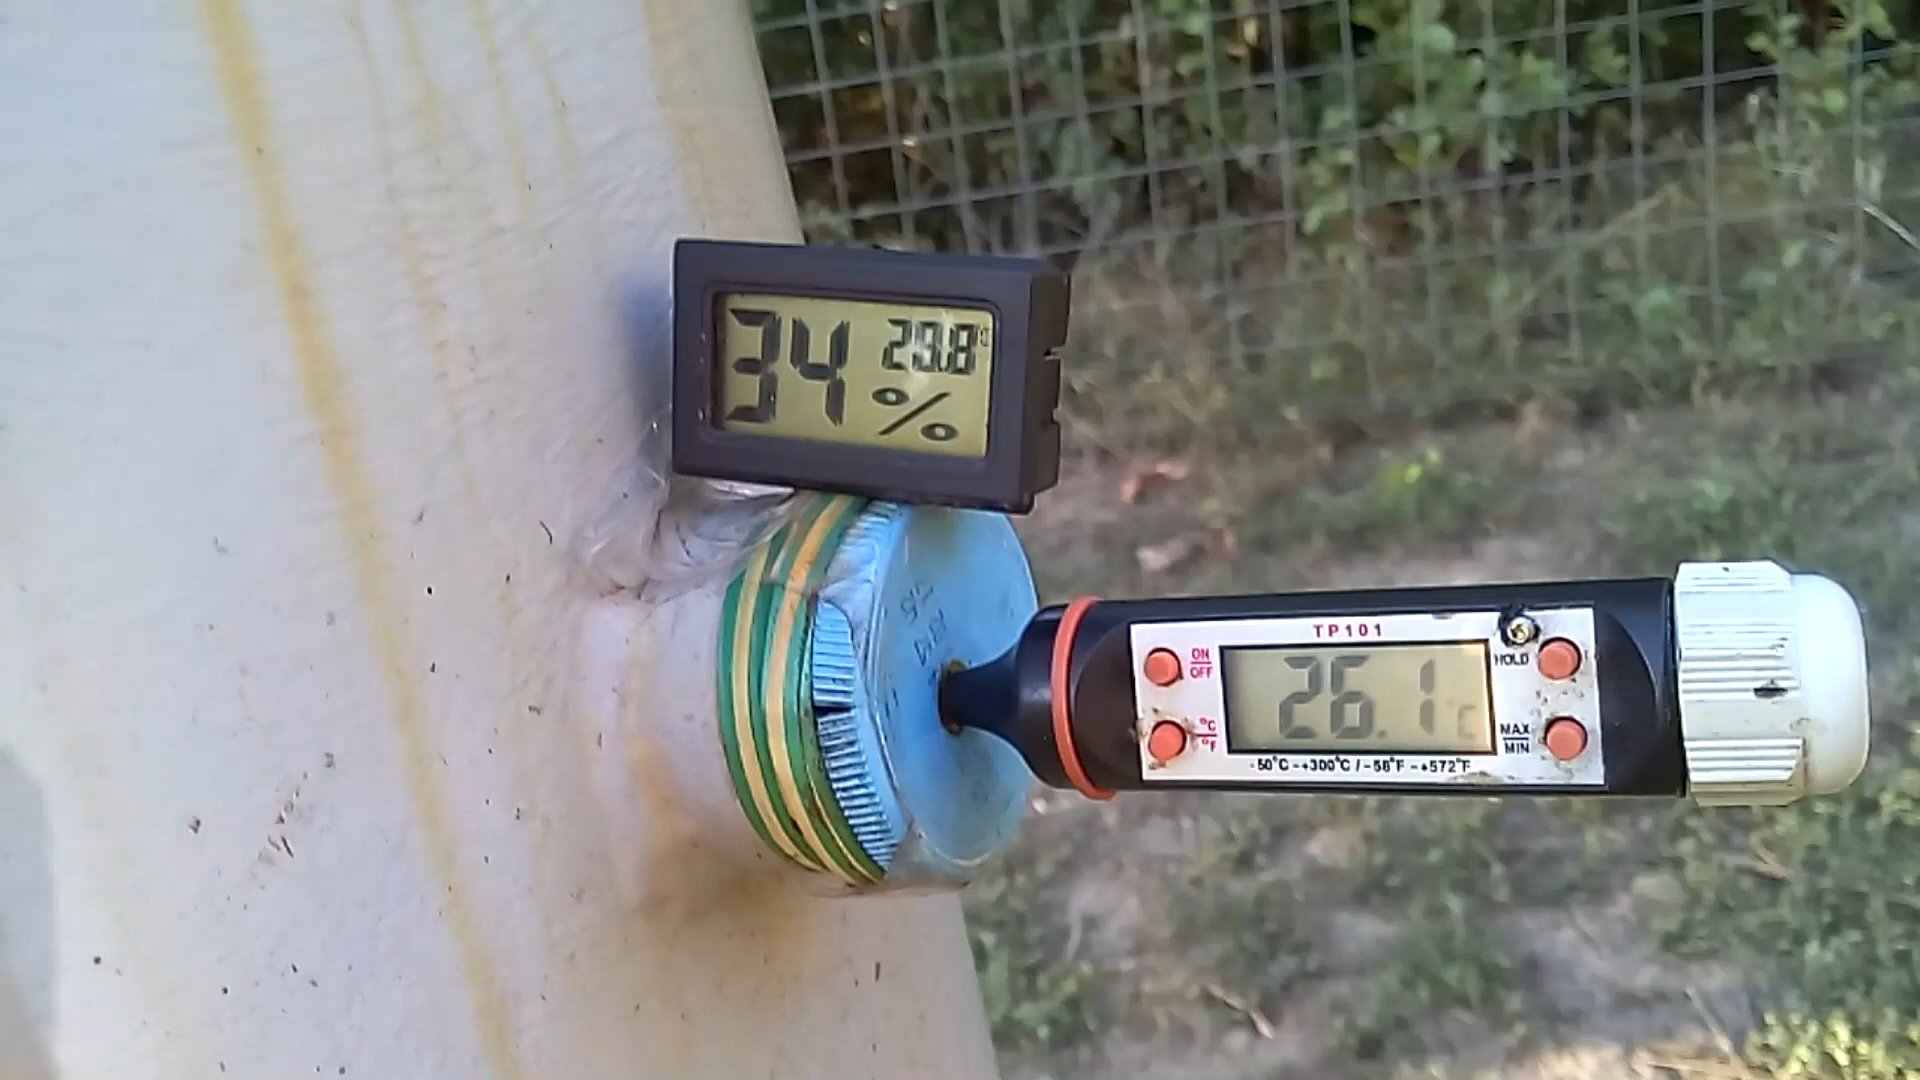 34
29.8 °C
%
TP101
ON
OFF
HOLD
26.1 °C
°C
°F
MAX
MIN
-50°C-+300°C / -58°F-+572°F